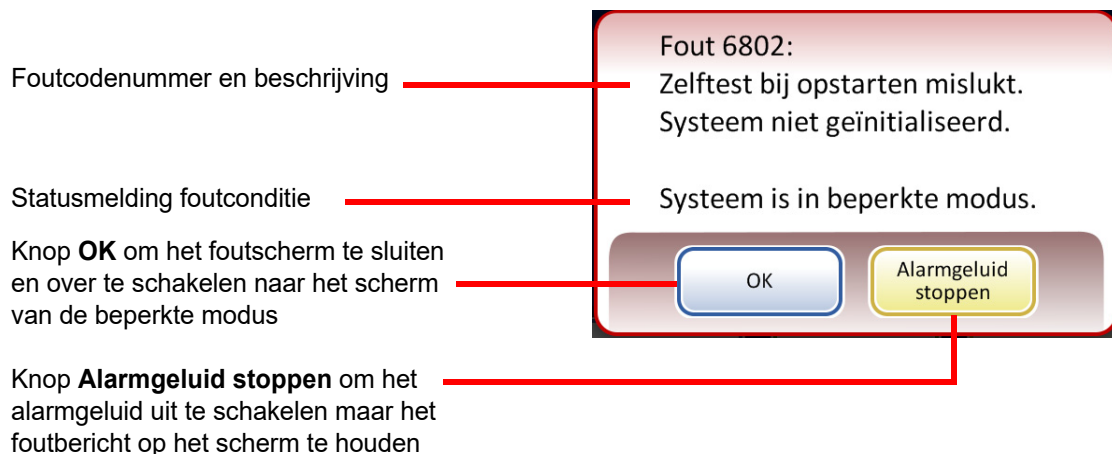 Foutcodenummer en beschrijving
Statusmelding foutconditie
Knop OK om het foutscherm te sluiten
en over te schakelen naar het scherm
van de beperkte modus
Knop Alarmgeluid stoppen om het
alarmgeluid uit te schakelen maar het
foutbericht op het scherm te houden
Fout 6802:
Zelftest bij opstarten mislukt.
Systeem niet geïnitialiseerd.
Systeem is in beperkte modus.
OK
Alarmgeluid
stoppen